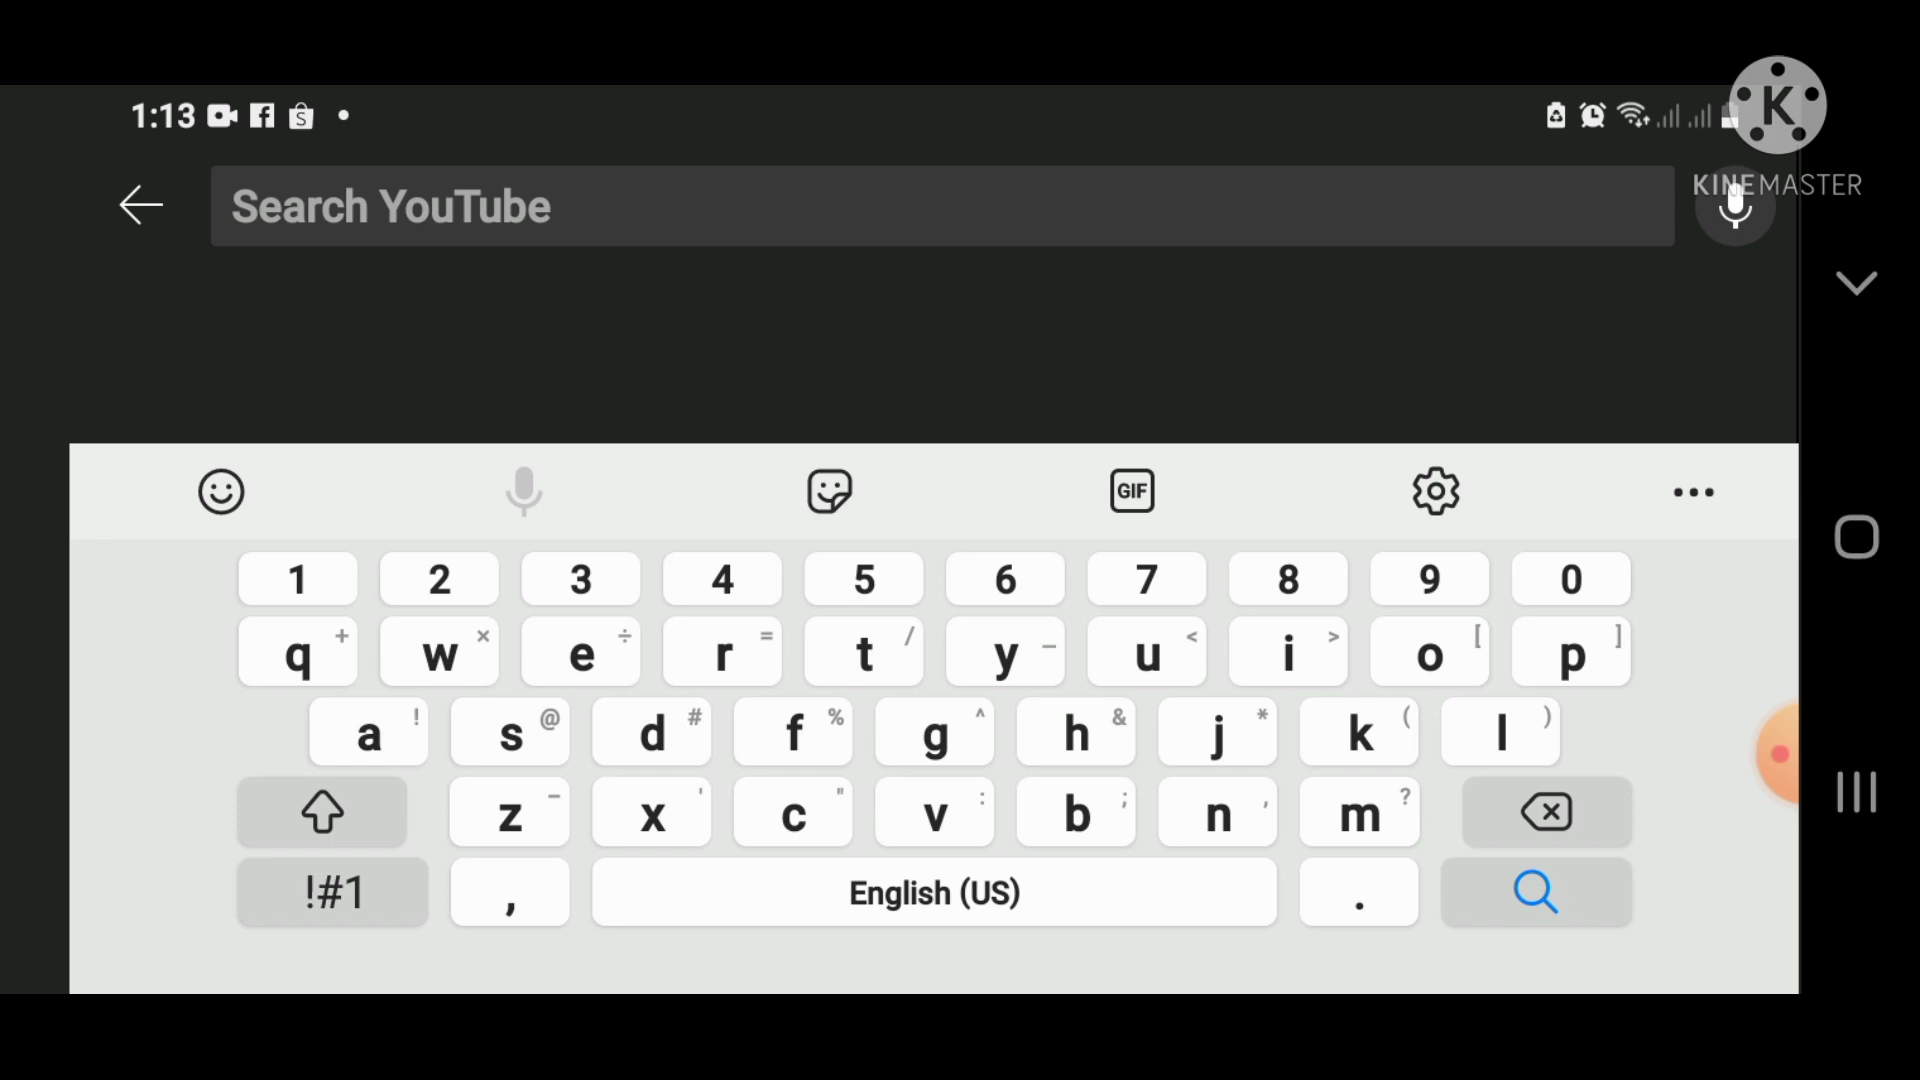 1:13
K
KINEMASTER
Search YouTube
GIF
1 2 3 4 5 6 7 8 9 0
q + w × e ÷ r = t / y _ u < i > o [ p ]
a ! s @ d # f % g ^ h & j * k ( l )
z - x ' c " v : b ; n , m ?
!#1 , English (US) .